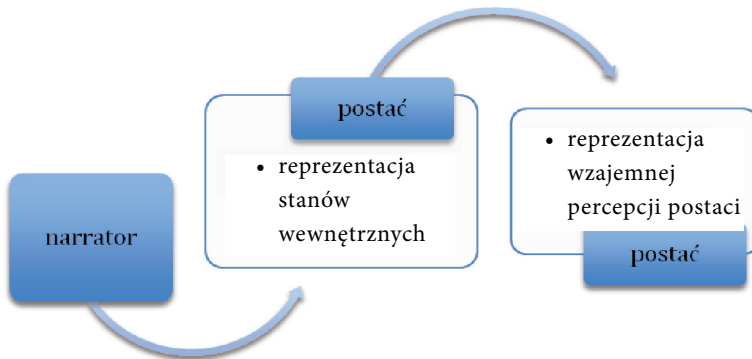 narrator
postać
• reprezentacja
stanów
wewnętrznych
• reprezentacja
wzajemnej
percepcji postaci
postać